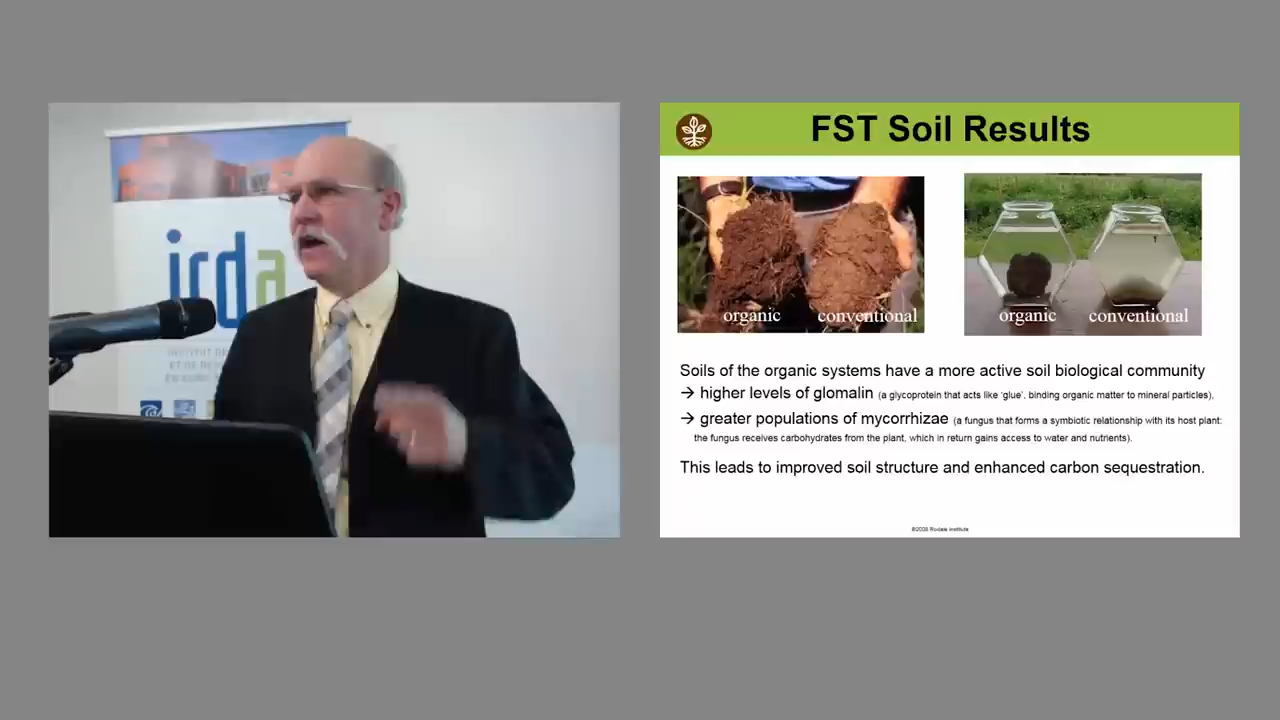 irda
FST Soil Results
organic
conventional
organic
conventional
Soils of the organic systems have a more active soil biological community
→ higher levels of glomalin (a glycoprotein that acts like ‘glue’, binding organic matter to mineral particles),
→ greater populations of mycorrhizae (a fungus that forms a symbiotic relationship with its host plant:
the fungus receives carbohydrates from the plant, which in return gains access to water and nutrients).
This leads to improved soil structure and enhanced carbon sequestration.
©2008 Rodale Institute